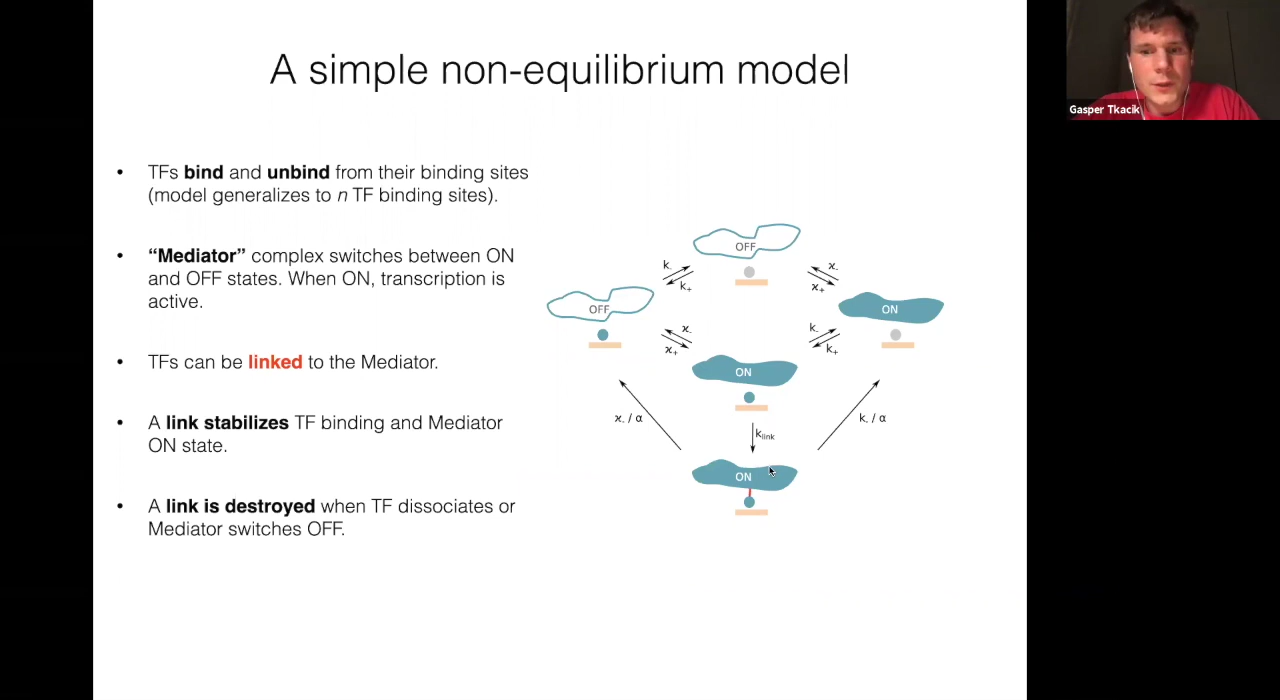 A simple non-equilibrium model
Gasper Tkacik
• TFs bind and unbind from their binding sites
(model generalizes to n TF binding sites).
• “Mediator” complex switches between ON
and OFF states. When ON, transcription is
active.
• TFs can be linked to the Mediator.
• A link stabilizes TF binding and Mediator
ON state.
• A link is destroyed when TF dissociates or
Mediator switches OFF.
OFF
k-
k+
ϰ-
ϰ+
OFF
ON
ϰ-
ϰ+
k-
k+
ON
ϰ- / α
klink
k- / α
ON